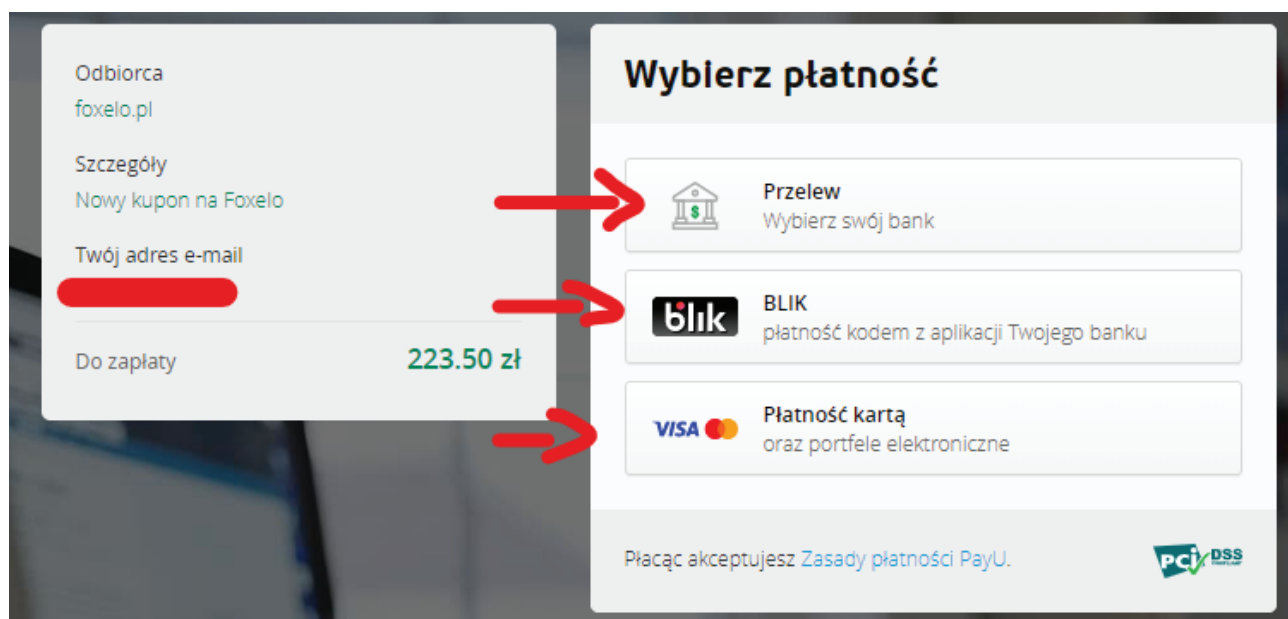 Odbiorca
foxelo.pl
Szczegóły
Nowy kupon na Foxelo
Twój adres e-mail
Do zapłaty 223.50 zł
Wybierz płatność
$
Przelew
Wybierz swój bank
blik
BLIK
płatność kodem z aplikacji Twojego banku
VISA
Płatność kartą
oraz portfele elektroniczne
Płacąc akceptujesz Zasady płatności PayU.
PCI DSS